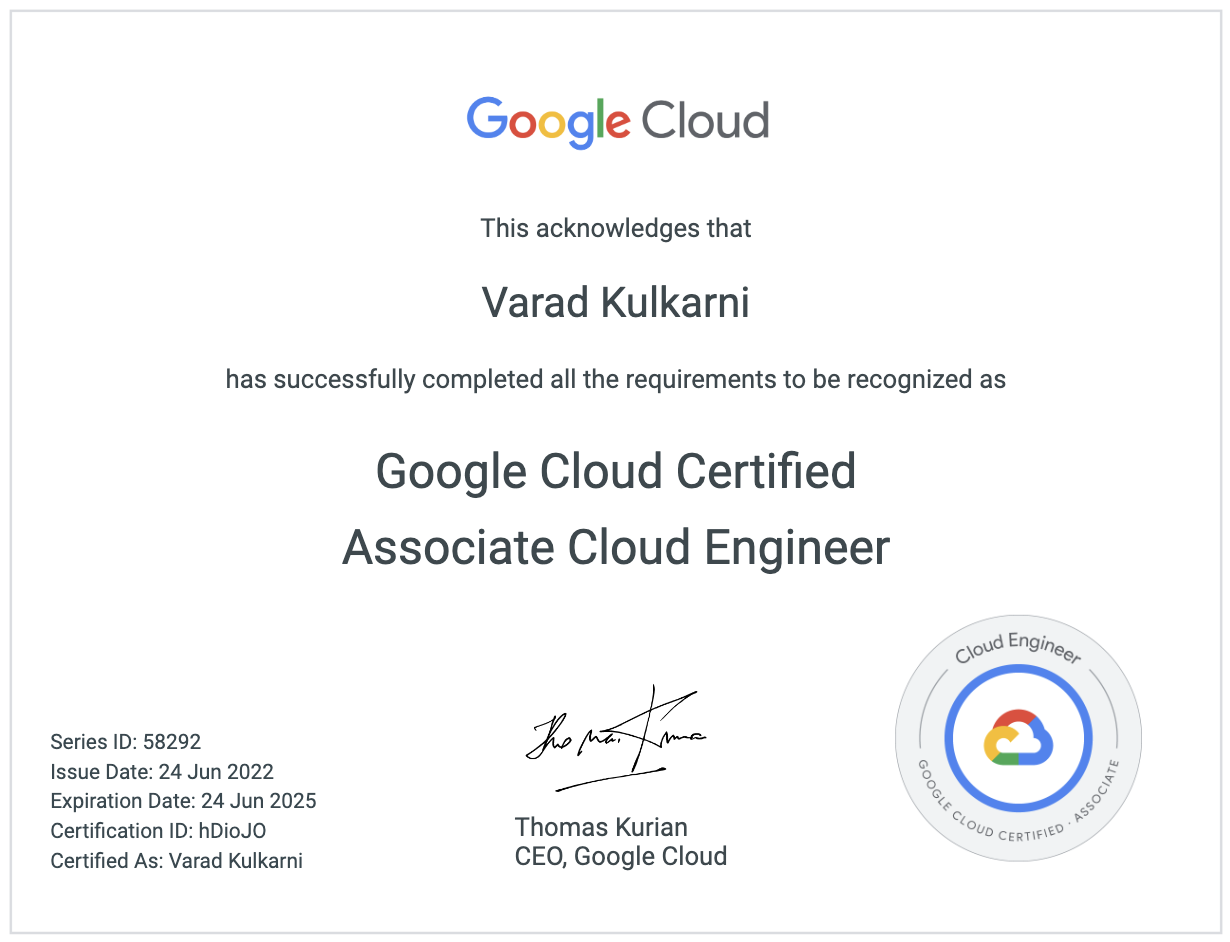 Google Cloud
This acknowledges that
Varad Kulkarni
has successfully completed all the requirements to be recognized as
Google Cloud Certified
Associate Cloud Engineer
Series ID: 58292
Issue Date: 24 Jun 2022
Expiration Date: 24 Jun 2025
Certification ID: hDioJO
Certified As: Varad Kulkarni
Thomas Kurian
Thomas Kurian
CEO, Google Cloud
Cloud Engineer
GOOGLE CLOUD CERTIFIED · ASSOCIATE